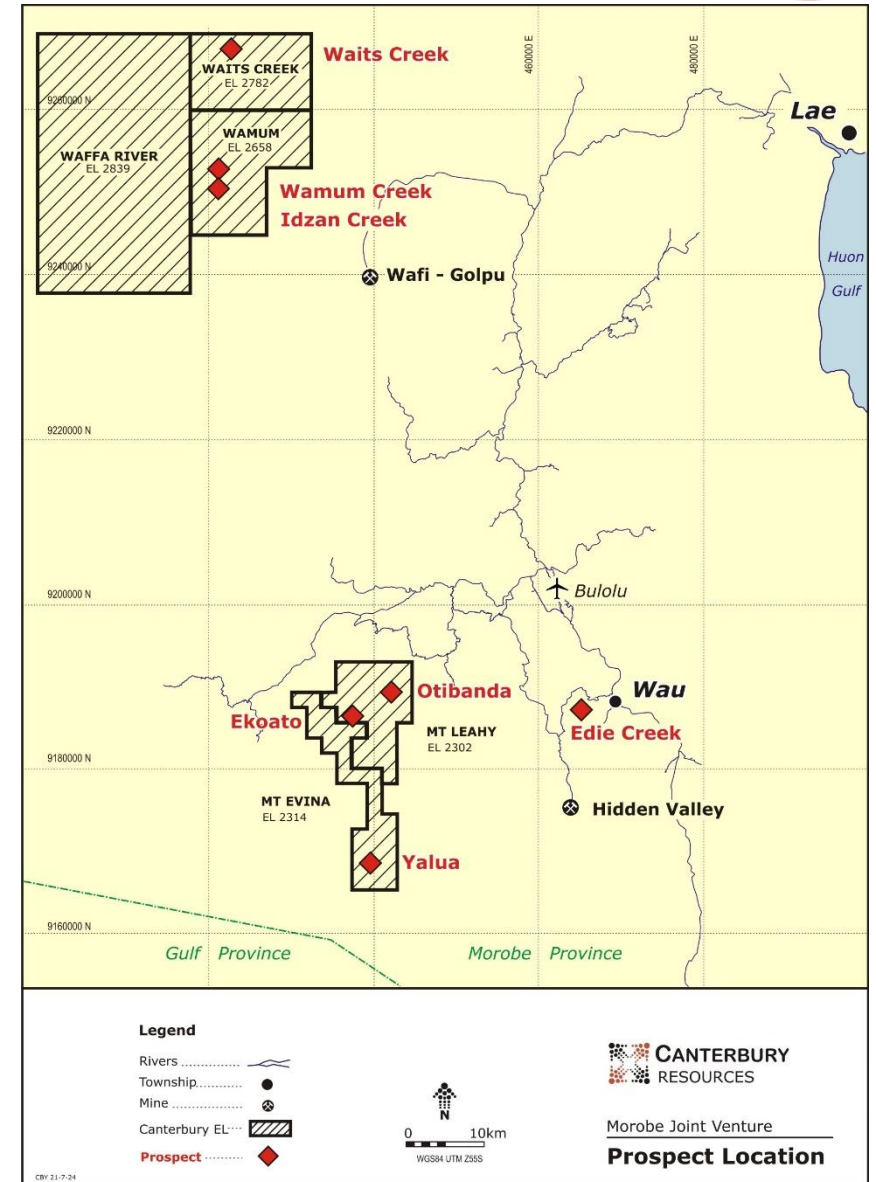 Waits Creek
WAITS CREEK
EL 2782
460000 E
480000 E
9260000 N
Lae
WAMUM
EL 2658
WAFFA RIVER
EL 2839
Wamum Creek
Idzan Creek
Huon
Gulf
9240000 N
Wafi - Golpu
9220000 N
9200000 N
Bulolu
Otibanda
Wau
Ekoato
MT LEAHY
EL 2302
Edie Creek
9180000 N
MT EVINA
EL 2314
Hidden Valley
Yalua
9160000 N
Gulf Province
Morobe Province
Legend
Rivers
Township
Mine
Canterbury EL
Prospect
N
0 10km
WGS84 UTM Z55S
CANTERBURY
RESOURCES
Morobe Joint Venture
Prospect Location
CBY 21-7-24